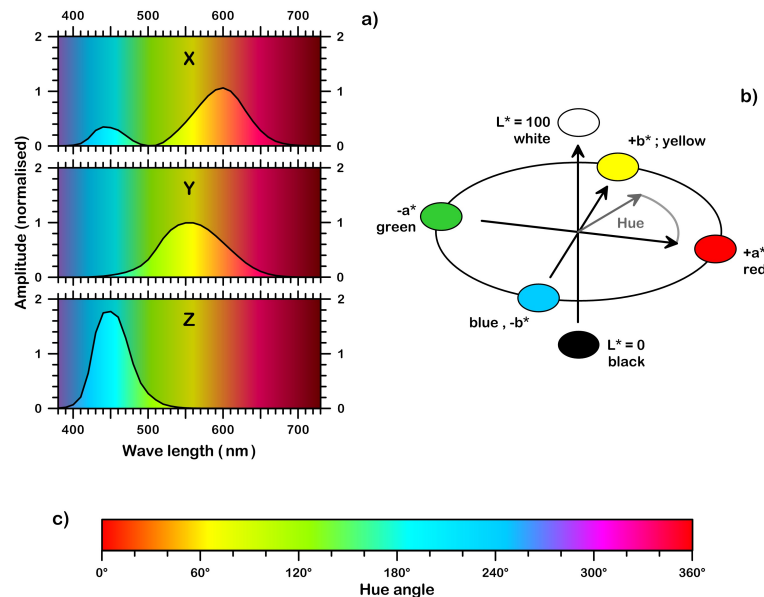 400 500 600 700
a)
2 2
X
1 1
0 0
2 2
Y
1 1
0 0
2 2
Z
1 1
0 0
400 500 600 700
Wave length ( nm )
Amplitude (normalised)
b)
L* = 100
white
+b* ; yellow
-a*
green
Hue
+a*
red
blue , -b*
L* = 0
black
c)
0° 60° 120° 180° 240° 300° 360°
Hue angle